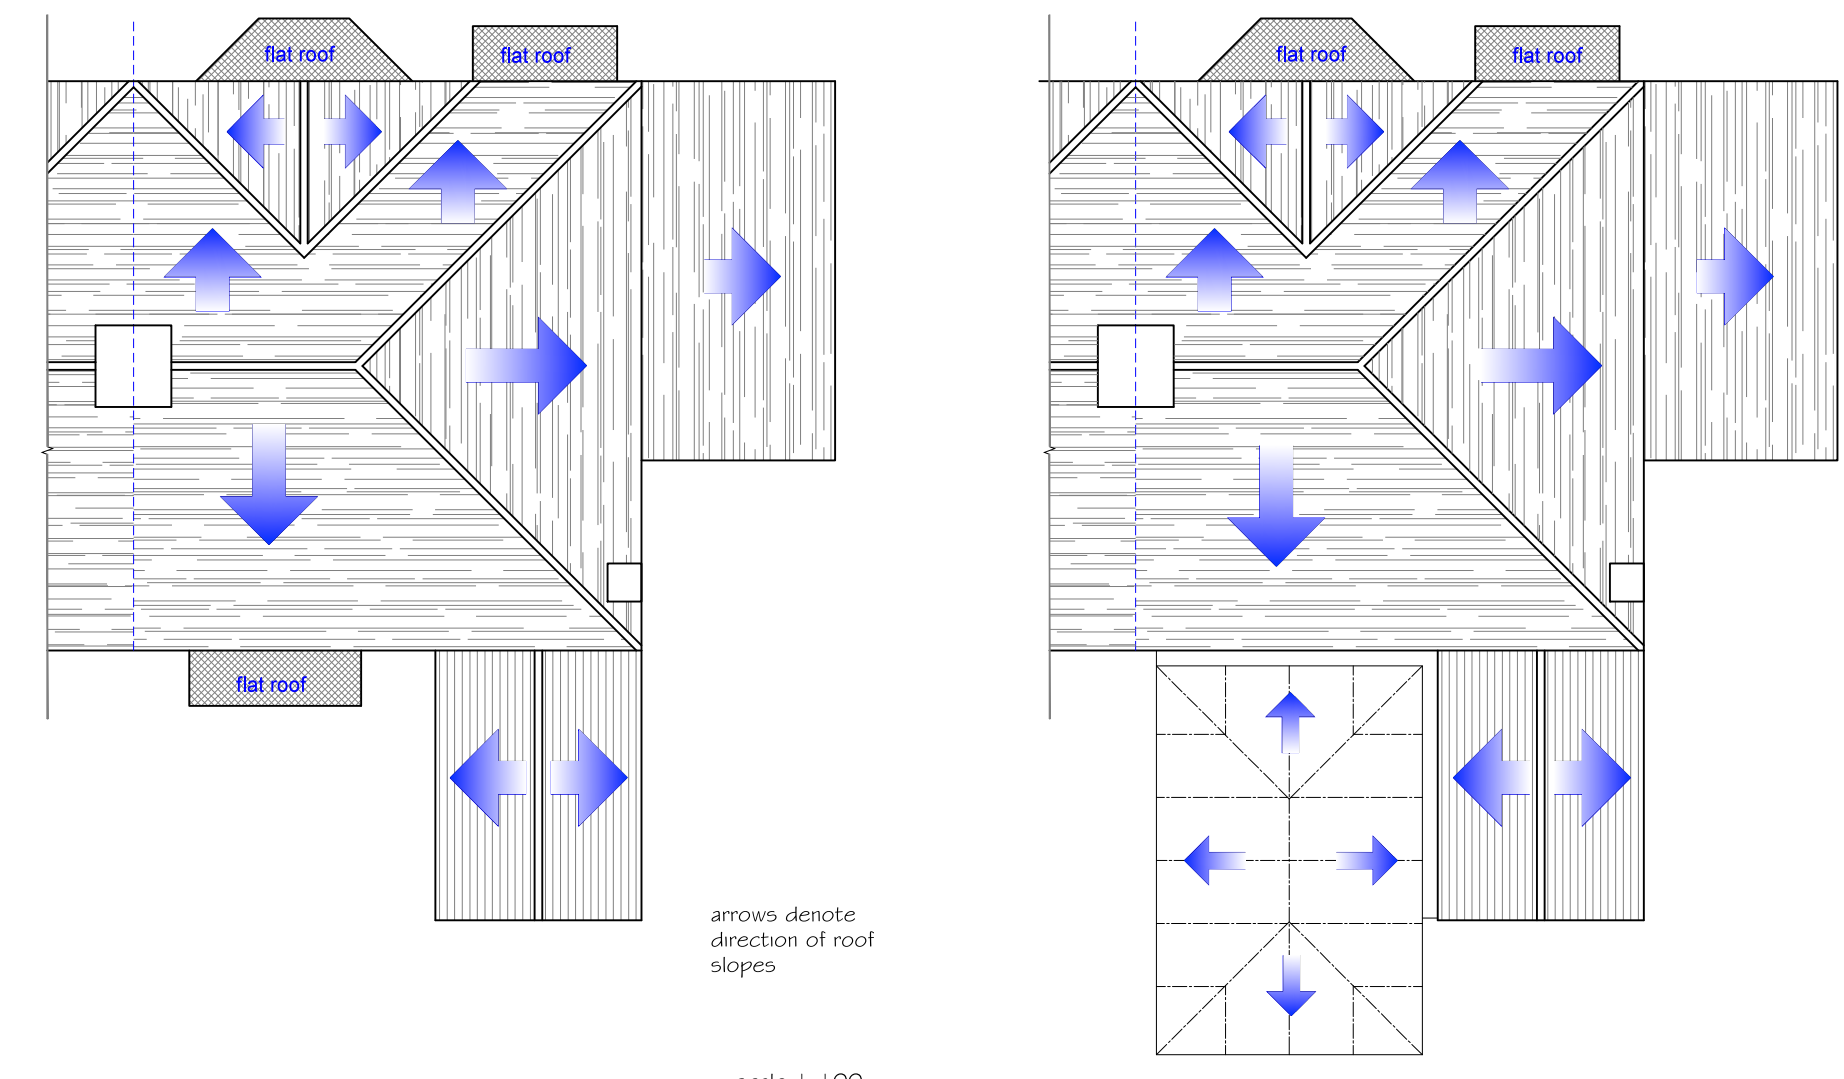 flat roof
flat roof
flat roof
flat roof
flat roof
arrows denote
direction of roof
slopes